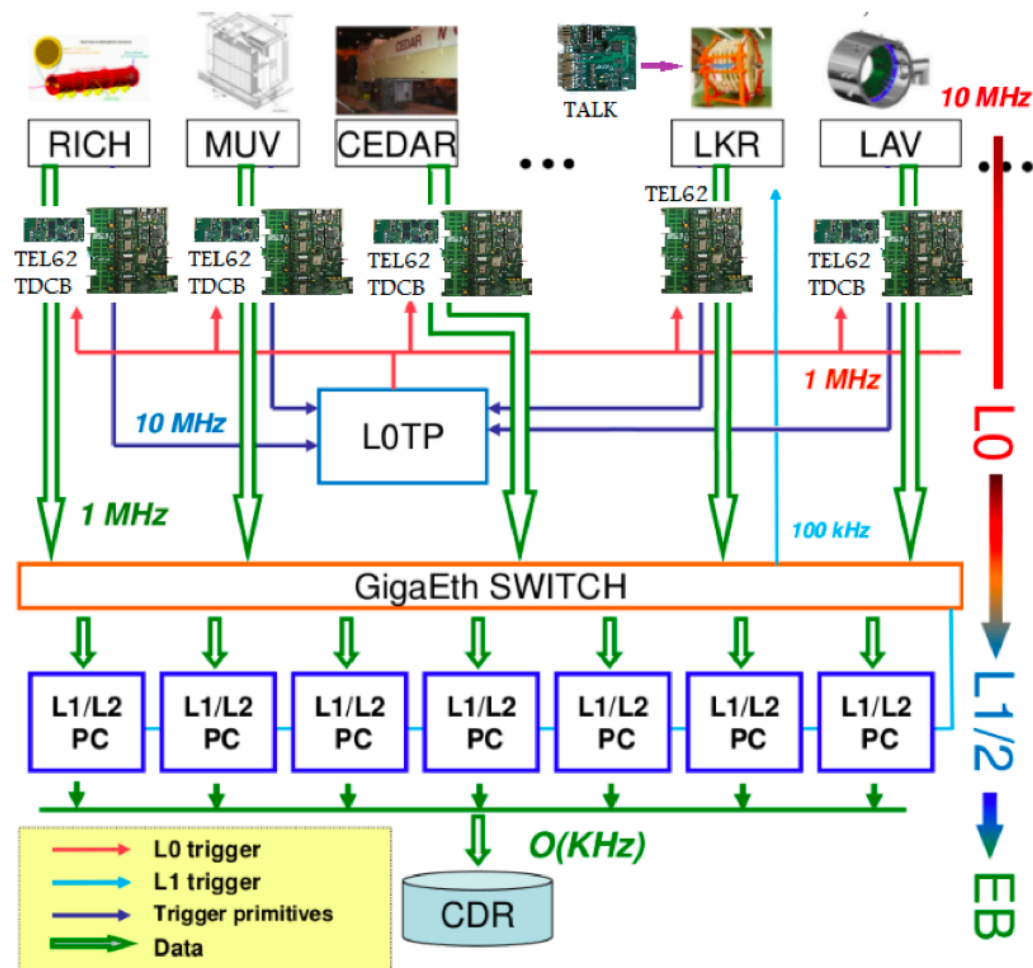 CEDAR
TALK
10 MHz
RICH
MUV
CEDAR
...
LKR
LAV
....
TEL62
TDCB
TEL62
TDCB
TEL62
TDCB
TEL62
TEL62
TDCB
1 MHz
10 MHz
L0TP
L0
1 MHz
100 kHz
GigaEth SWITCH
L1/L2
PC
L1/L2
PC
L1/L2
PC
L1/L2
PC
L1/L2
PC
L1/L2
PC
L1/L2
PC
L1/2
O(KHz)
L0 trigger
L1 trigger
Trigger primitives
Data
CDR
EB